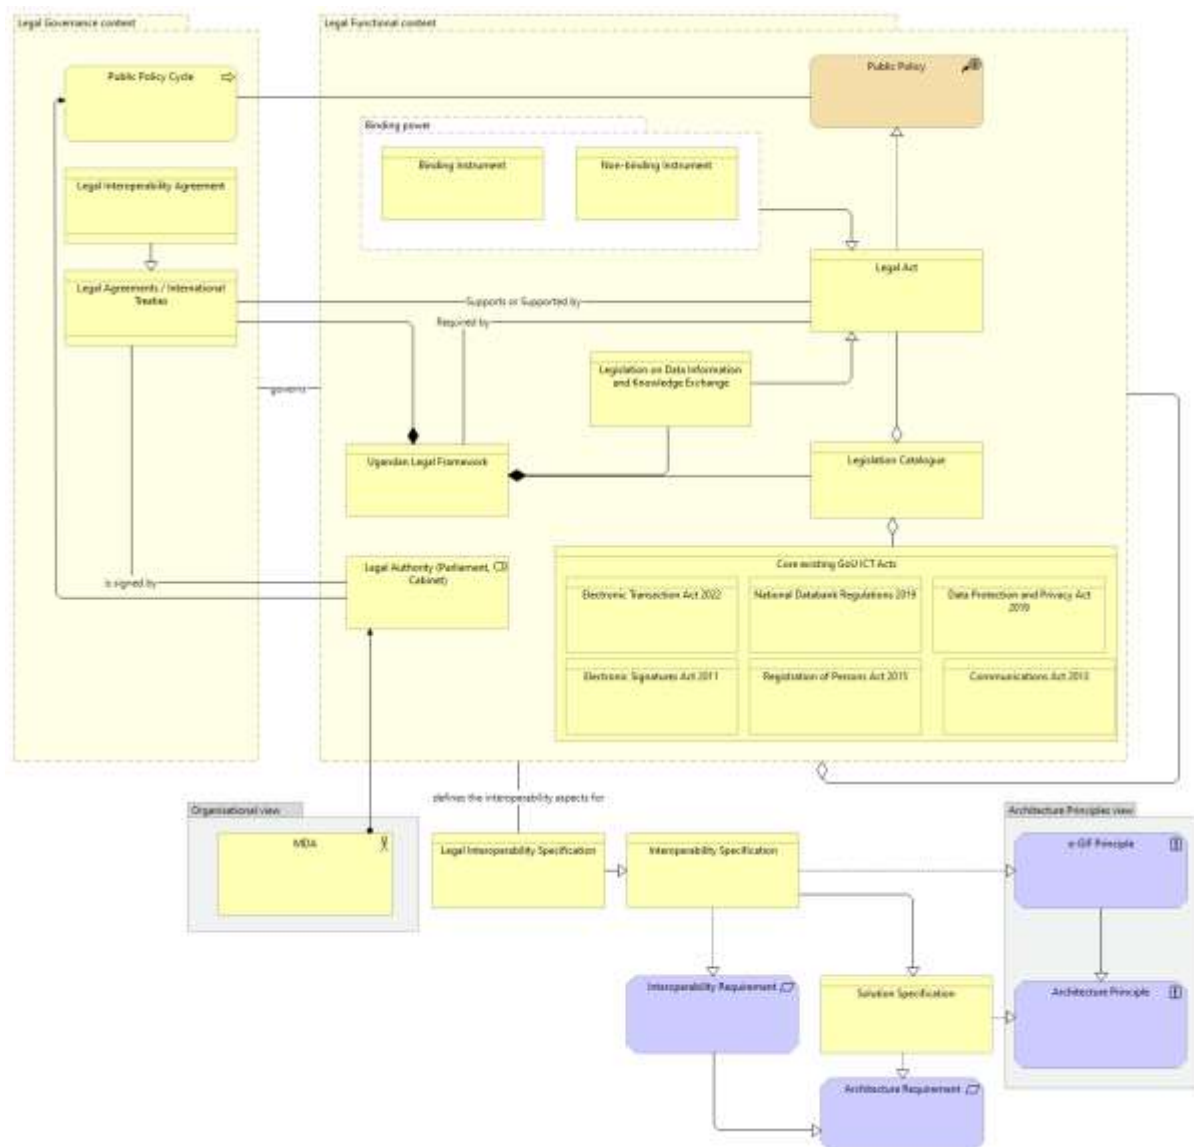 Legal Governance content
Legal Functional content
Public Policy Cycle
Public Policy
Binding power
Binding Instrument
Non-binding Instrument
Legal Interoperability Agreement
Legal Act
Legal Agreements / International
Treaties
Supports or Supported by
Required by
Legislation on Data Information
and Knowledge Exchange
governs
Ugandan Legal Framework
Legislation Catalogue
Legal Authority (Parliament,
Cabinet)
Core existing GoU ICT Acts
Is signed by
Electronic Transection Act 2022
National Databank Regulations 2019
Data Protection and Privacy Act
2019
Electronic Signatures Act 2011
Registration of Persons Act 2015
Communications Act 2013
defines the interoperability aspects for
Organisational view
Architecture Principles view
MDA
Legal Interoperability Specification
Interoperability Specification
e-GIF Principle
Interoperability Requirement
Solution Specification
Architecture Principle
Architecture Requirement